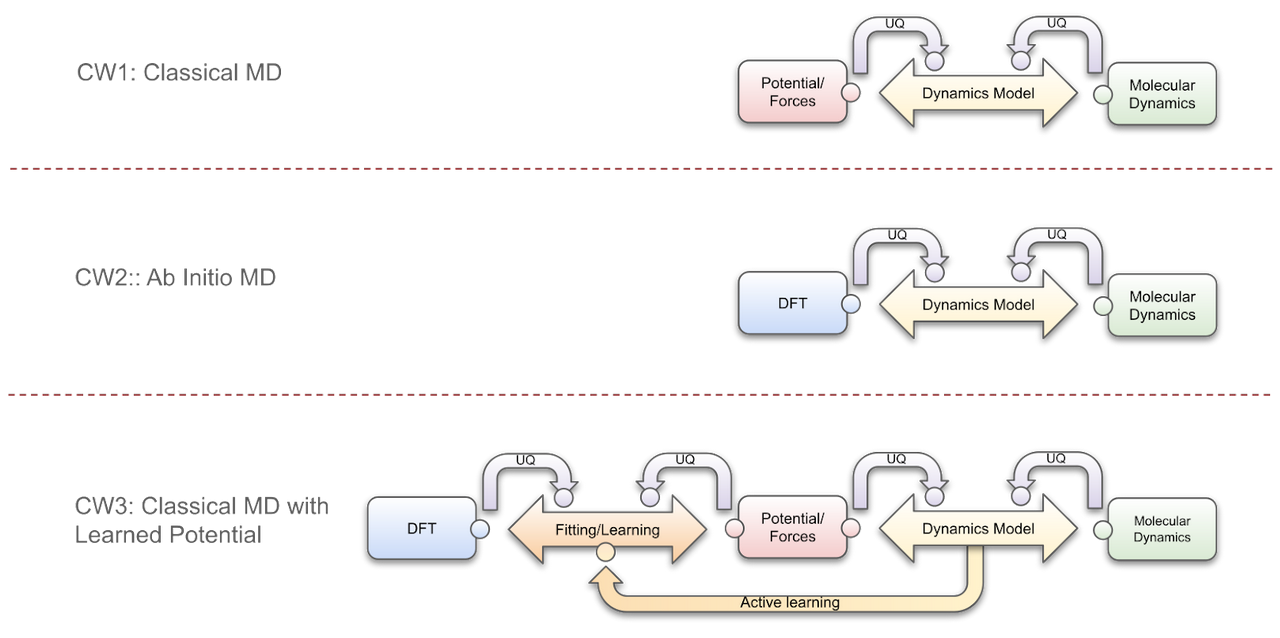 UQ
UQ
CW1: Classical MD
Potential/
Forces
Dynamics Model
Molecular
Dynamics
UQ
UQ
CW2:: Ab Initio MD
DFT
Dynamics Model
Molecular
Dynamics
UQ
UQ
UQ
UQ
CW3: Classical MD with
Learned Potential
DFT
Fitting/Learning
Potential/
Forces
Dynamics Model
Molecular
Dynamics
Active learning